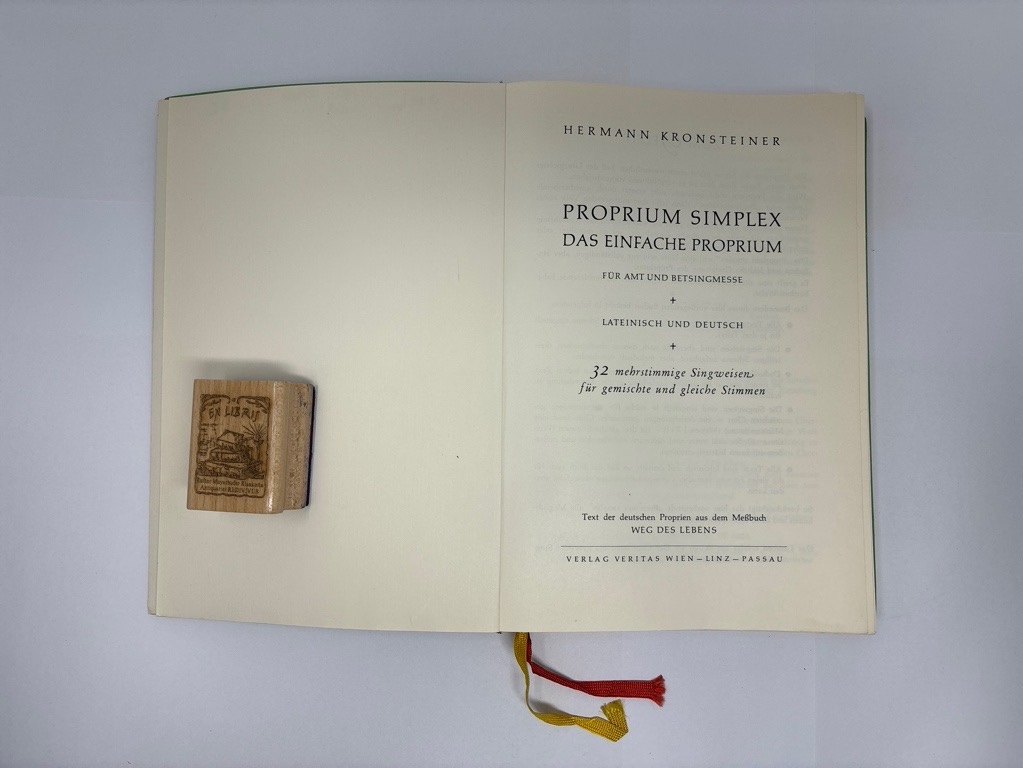 EX LIBRIS
HERMANN KRONSTEINER
PROPRIUM SIMPLEX
DAS EINFACHE PROPRIUM
FÜR AMT UND BETSINGMESSE
+
LATEINISCH UND DEUTSCH
+
32 mehrstimmige Singweisen
für gemischte und gleiche Stimmen
Text der deutschen Proprien aus dem Meßbuch
WEG DES LEBENS
VERLAG VERITAS WIEN – LINZ – PASSAU